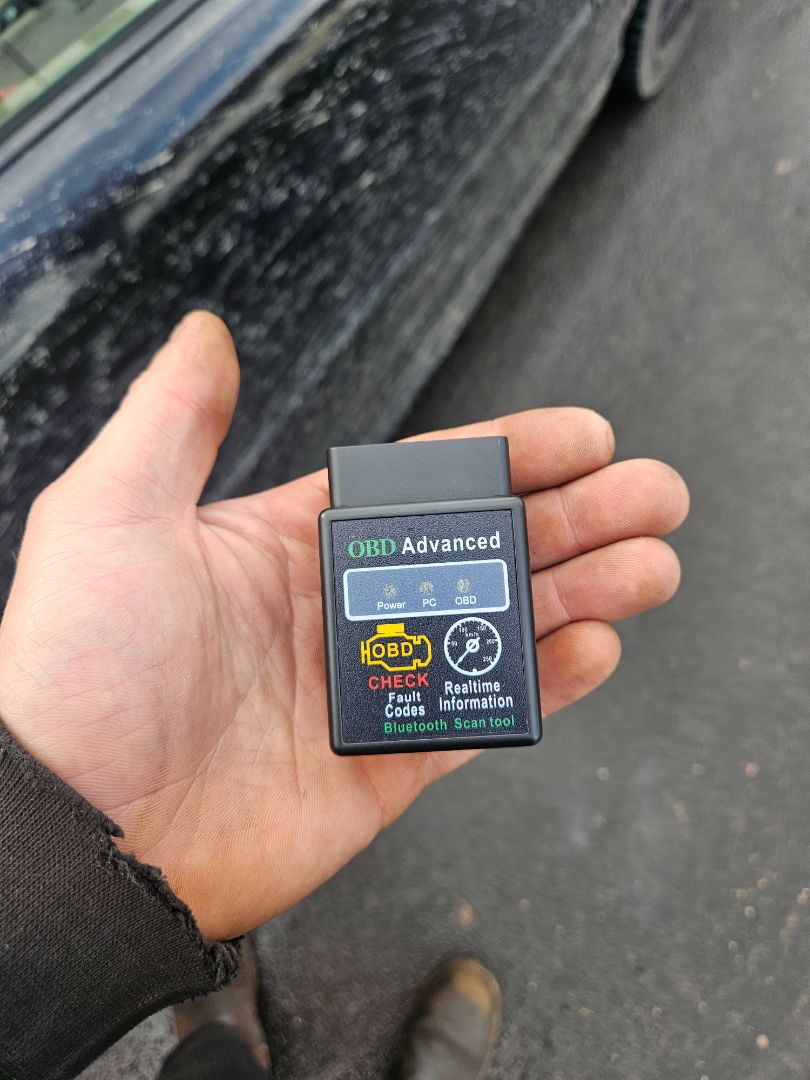 OBD Advanced
Power PC OBD
OBD
CHECK
Fault
Codes
Realtime
Information
Bluetooth Scan tool